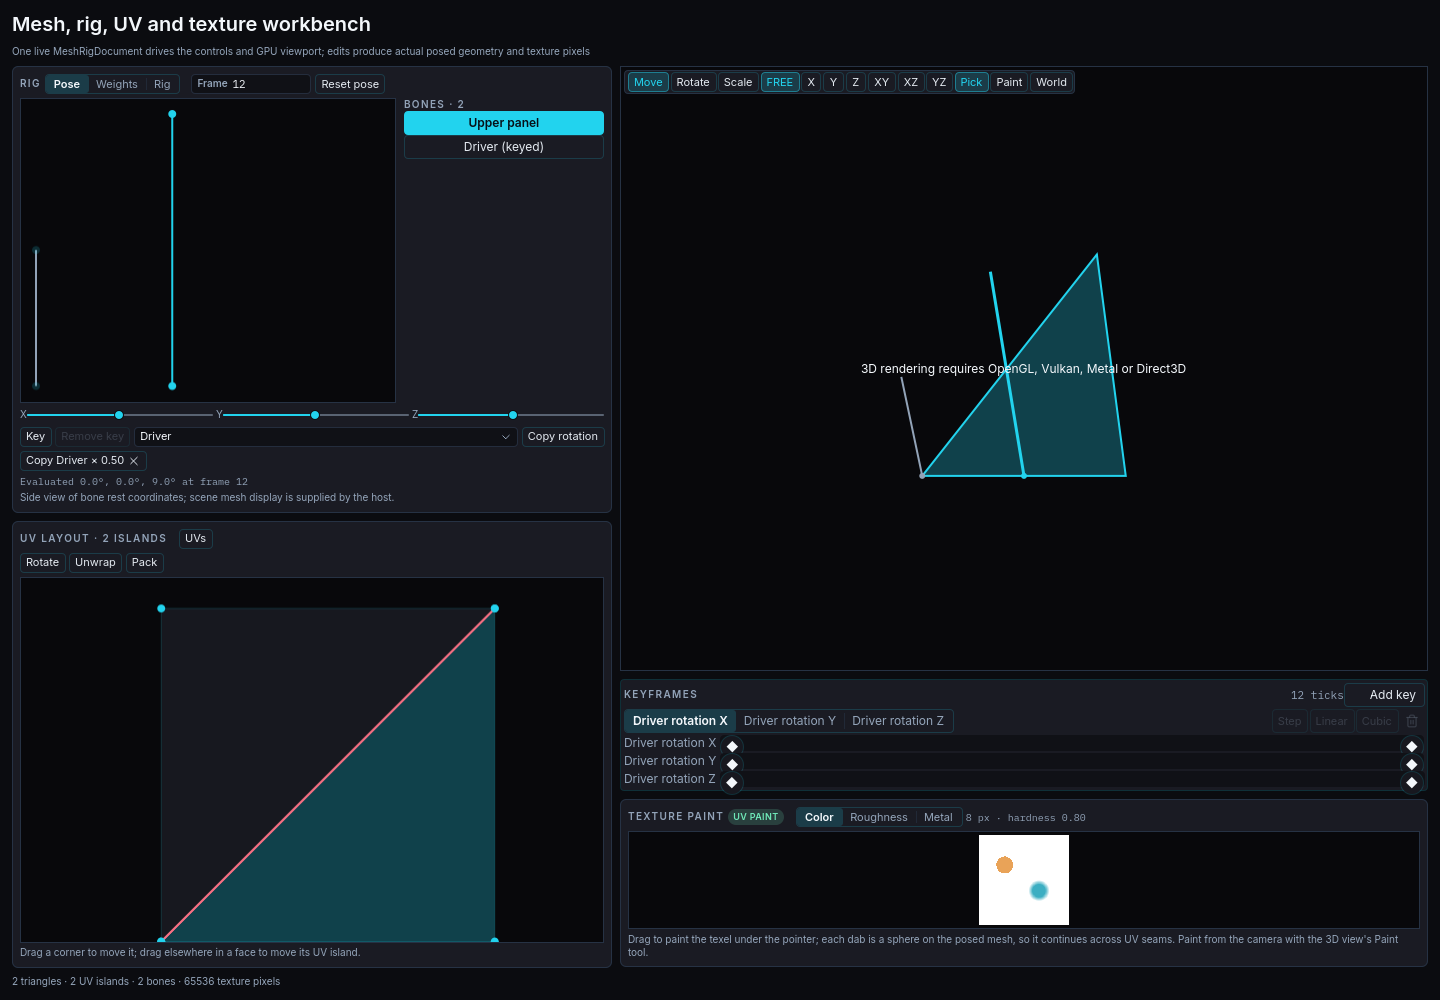 Mesh, rig, UV and texture workbench
One live MeshRigDocument drives the controls and GPU viewport; edits produce actual posed geometry and texture pixels
RIG Pose Weights Rig Frame 12 Reset pose
BONES · 2
Upper panel
Driver (keyed)
X Y Z
Key Remove key Driver Copy rotation
Copy Driver × 0.50
Evaluated 0.0°, 0.0°, 9.0° at frame 12
Side view of bone rest coordinates; scene mesh display is supplied by the host.
UV LAYOUT · 2 ISLANDS UVs
Rotate Unwrap Pack
Drag a corner to move it; drag elsewhere in a face to move its UV island.
Move Rotate Scale FREE X Y Z XY XZ YZ Pick Paint World
3D rendering requires OpenGL, Vulkan, Metal or Direct3D
KEYFRAMES 12 ticks Add key
Driver rotation X Driver rotation Y Driver rotation Z Step Linear Cubic
Driver rotation X
Driver rotation Y
Driver rotation Z
TEXTURE PAINT UV PAINT Color Roughness Metal 8 px · hardness 0.80
Drag to paint the texel under the pointer; each dab is a sphere on the posed mesh, so it continues across UV seams. Paint from the camera with the 3D view's Paint
tool.
2 triangles · 2 UV islands · 2 bones · 65536 texture pixels